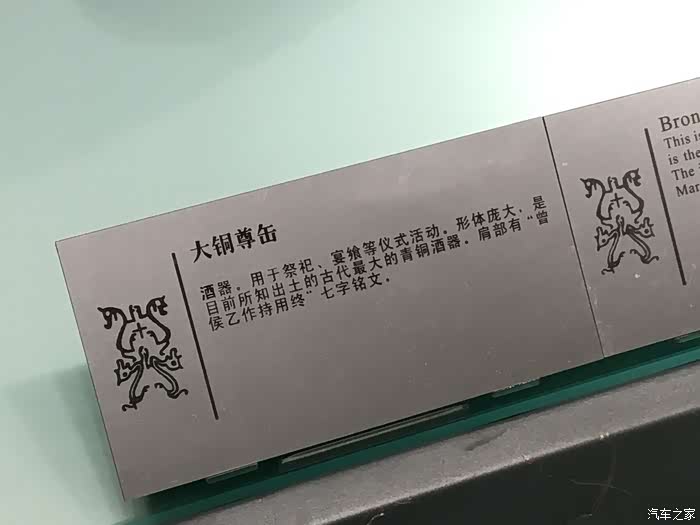 大铜尊缶
酒器。用于祭祀、宴飨等仪式活动。形体庞大，是
目前所知出土的古代最大的青铜酒器。肩部有“曾
侯乙作持用终”七字铭文。
Bron
This i
is the
The
Mar
汽车之家